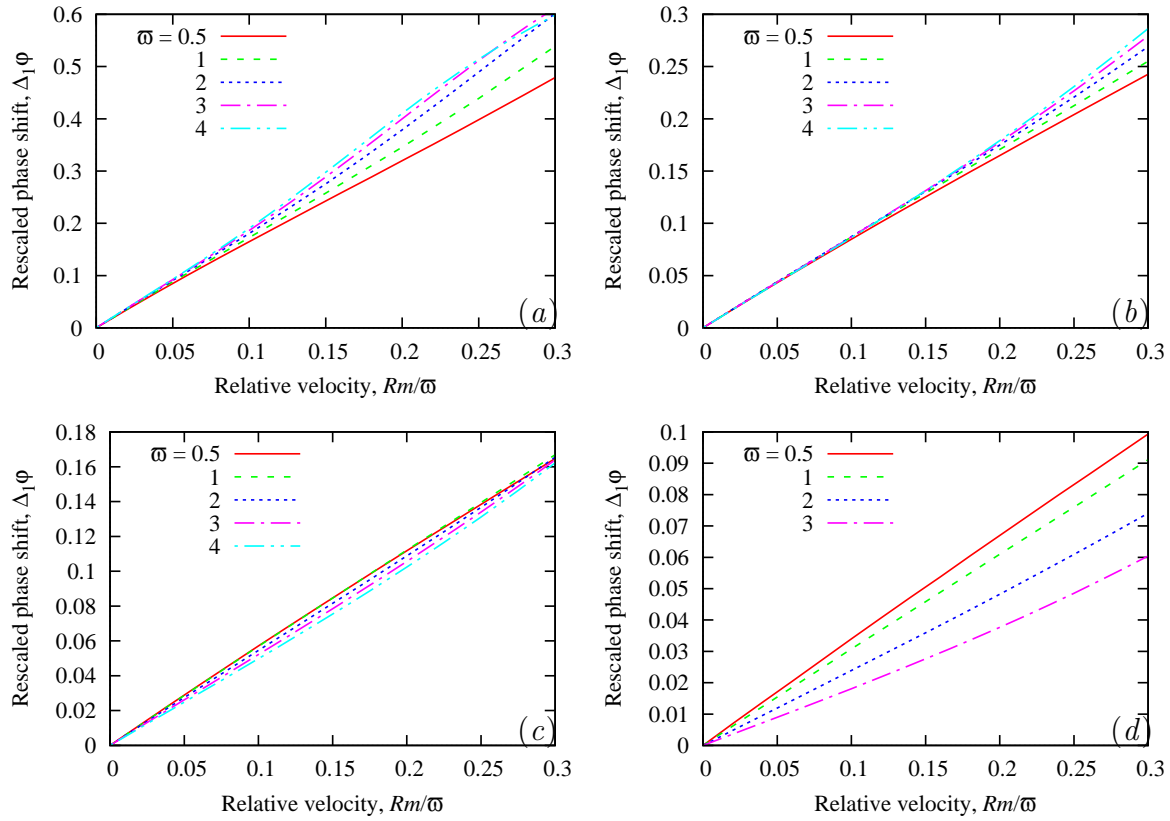 Rescaled phase shift, Δ₁φ
0.6
0.5
0.4
0.3
0.2
0.1
0
ϖ = 0.5
1
2
3
4
(a)
0 0.05 0.1 0.15 0.2 0.25 0.3
Relative velocity, Rm/ϖ
Rescaled phase shift, Δ₁φ
0.3
0.25
0.2
0.15
0.1
0.05
0
ϖ = 0.5
1
2
3
4
(b)
0 0.05 0.1 0.15 0.2 0.25 0.3
Relative velocity, Rm/ϖ
Rescaled phase shift, Δ₁φ
0.18
0.16
0.14
0.12
0.1
0.08
0.06
0.04
0.02
0
ϖ = 0.5
1
2
3
4
(c)
0 0.05 0.1 0.15 0.2 0.25 0.3
Relative velocity, Rm/ϖ
Rescaled phase shift, Δ₁φ
0.1
0.09
0.08
0.07
0.06
0.05
0.04
0.03
0.02
0.01
0
ϖ = 0.5
1
2
3
(d)
0 0.05 0.1 0.15 0.2 0.25 0.3
Relative velocity, Rm/ϖ